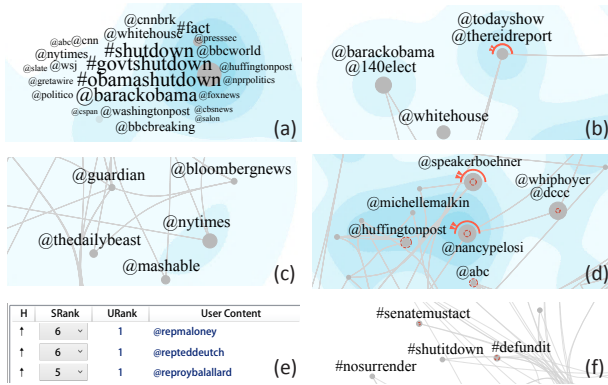 @cnnbrk
#fact
@whitehouse
@presssec
@abc @cnn
#shutdown
@nytimes
@bbcworld
#govtshutdown
@slate @wsj
@huffingtonpost
#obamashutdown
@gretawire
@nprpolitics
@politico
@barackobama
@foxnews
@cspan
@washingtonpost
@cbsnews
@salon
@bbcbreaking
(a)
@todayshow
@thereidreport
@barackobama
@140elect
@whitehouse
(b)
@guardian
@bloombergnews
@nytimes
@thedailybeast
@mashable
(c)
@speakerboehner
@whiphoyer
@dccc
@michellemalkin
@huffingtonpost
@nancypelosi
@abc
(d)
H SRank URank User Content
↑ 6 1 @repmaloney
↑ 6 1 @repteddeutch
↑ 5 1 @reproybalallard
(e)
#senatemustact
#shutitdown
#defundit
#nosurrender
(f)